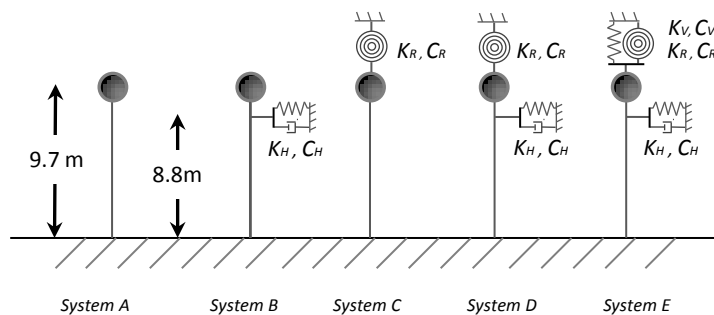 KV, CV
KR, CR
KR, CR
KR, CR
9.7 m
8.8m
KH, CH
KH, CH
KH, CH
System A
System B
System C
System D
System E